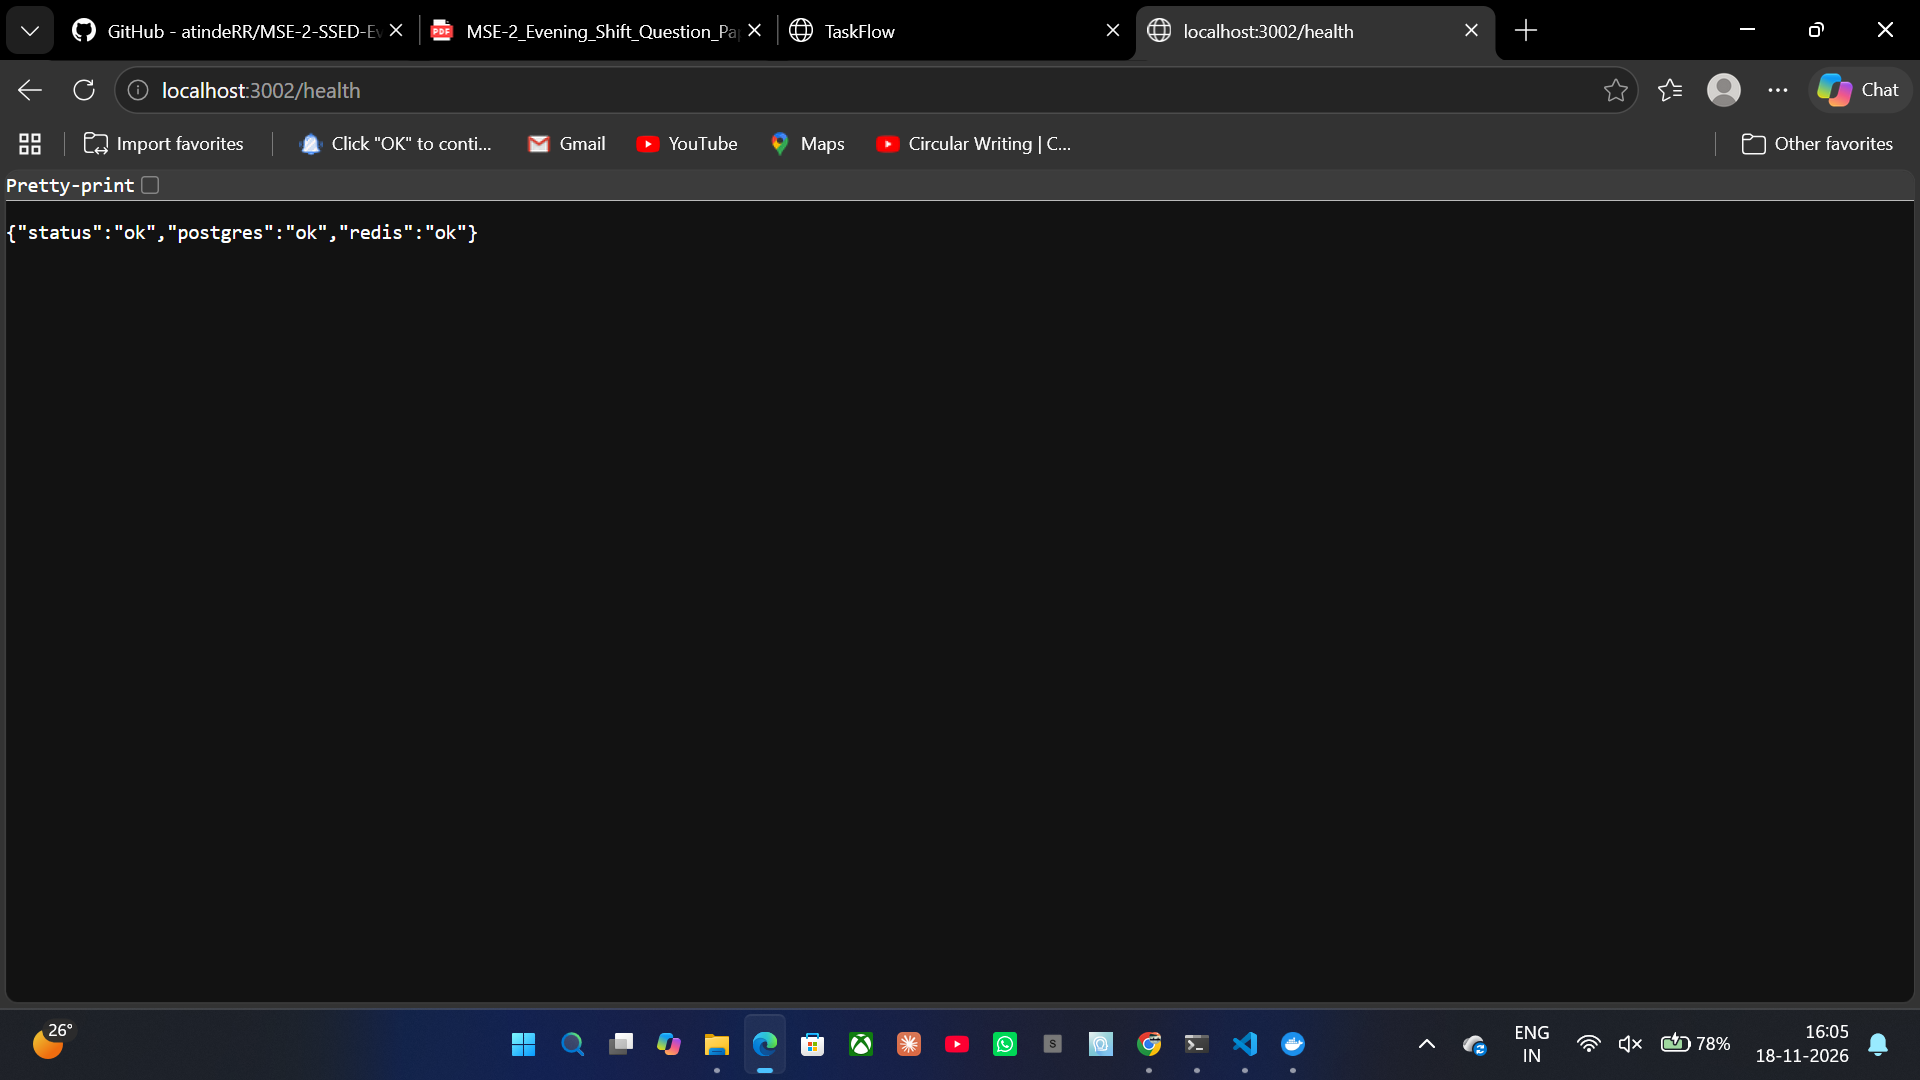 GitHub - atindeRR/MSE-2-SSED-Ev
MSE-2_Evening_Shift_Question_Pa
TaskFlow
localhost:3002/health
localhost:3002/health
Chat
Import favorites
Click "OK" to conti...
Gmail
YouTube
Maps
Circular Writing | C...
Other favorites
Pretty-print
{"status":"ok","postgres":"ok","redis":"ok"}
26°
ENG
IN
78%
16:05
18-11-2026